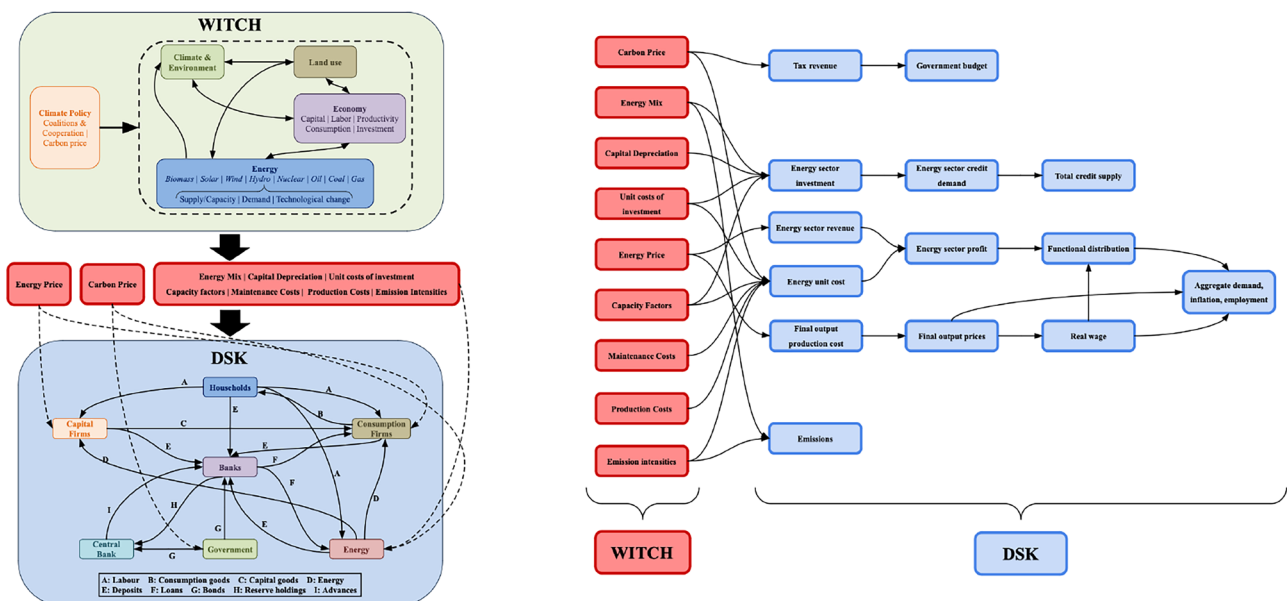 WITCH
Climate &
Environment
Land use
Climate Policy
Coalitions &
Cooperation |
Carbon price
Economy
Capital | Labor | Productivity
Consumption | Investment
Energy
Biomass | Solar | Wind | Hydro | Nuclear | Oil | Coal | Gas
Supply/Capacity | Demand | Technological change
Energy Price
Carbon Price
Energy Mix | Capital Depreciation | Unit costs of investment
Capacity factors | Maintenance Costs | Production Costs | Emission Intensities
DSK
Households
A
A
B
E
Capital
Firms
C
Consumption
Firms
E
E
D
Banks
F
A
F
D
I
H
G
E
Central
Bank
G
Government
Energy
A: Labour B: Consumption goods C: Capital goods D: Energy
E: Deposits F: Loans G: Bonds H: Reserve holdings I: Advances
Carbon Price
Energy Mix
Capital Depreciation
Unit costs of
investment
Energy Price
Capacity Factors
Maintenance Costs
Production Costs
Emission intensities
WITCH
Tax revenue
Government budget
Energy sector
investment
Energy sector credit
demand
Total credit supply
Energy sector revenue
Energy sector profit
Functional distribution
Energy unit cost
Aggregate demand,
inflation, employment
Final output
production cost
Final output prices
Real wage
Emissions
DSK